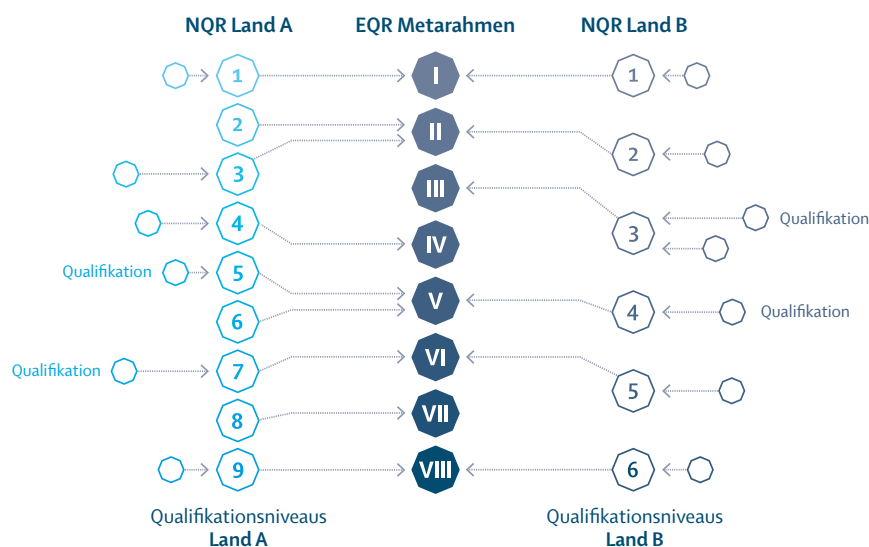 NQR Land A EQR Metarahmen NQR Land B
1 I 1
2 II
2
3
III
4 3 Qualifikation
IV
Qualifikation 5
V 4 Qualifikation
6
VI
Qualifikation 7
5
8 VII
9 VIII 6
Qualifikationsniveaus Qualifikationsniveaus
Land A Land B